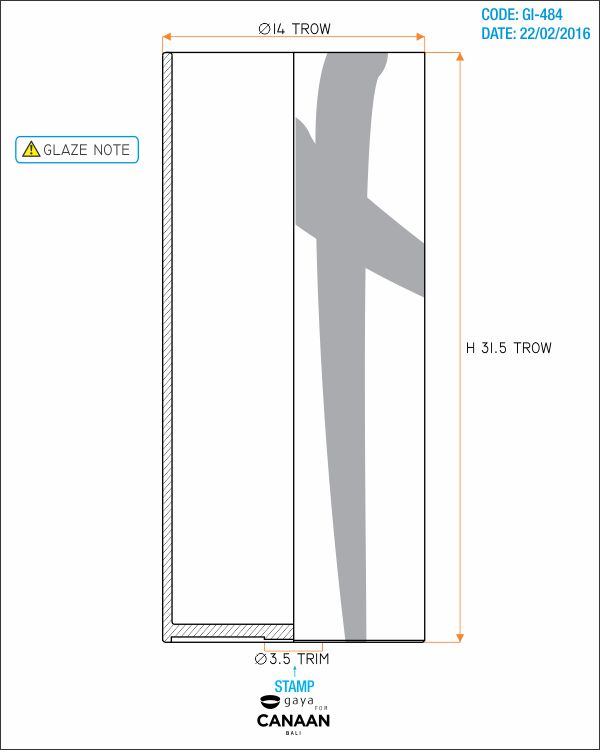 CODE: GI-484
DATE: 22/02/2016
Ø14 TROW
GLAZE NOTE
H 31.5 TROW
Ø3.5 TRIM
STAMP
gaya
FOR
CANAAN
BALI